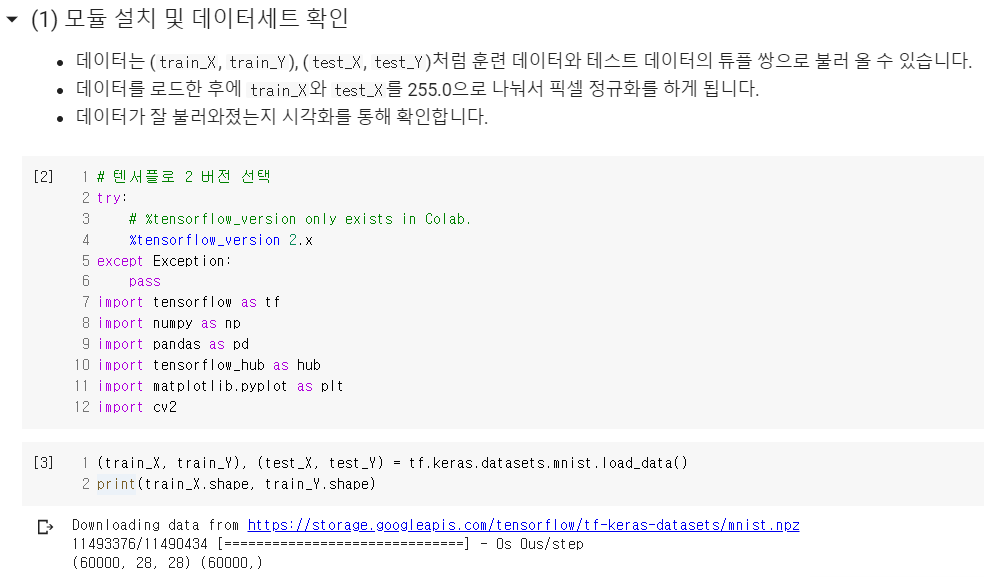 (1) 모듈 설치 및 데이터세트 확인
• 데이터는 (train_X, train_Y), (test_X, test_Y)처럼 훈련 데이터와 테스트 데이터의 튜플 쌍으로 불러 올 수 있습니다.
• 데이터를 로드한 후에 train_X와 test_X를 255.0으로 나눠서 픽셀 정규화를 하게 됩니다.
• 데이터가 잘 불러와졌는지 시각화를 통해 확인합니다.
[2] 1 # 텐서플로 2 버전 선택
2 try:
3     # %tensorflow_version only exists in Colab.
4     %tensorflow_version 2.x
5 except Exception:
6     pass
7 import tensorflow as tf
8 import numpy as np
9 import pandas as pd
10 import tensorflow_hub as hub
11 import matplotlib.pyplot as plt
12 import cv2
[3] 1 (train_X, train_Y), (test_X, test_Y) = tf.keras.datasets.mnist.load_data()
2 print(train_X.shape, train_Y.shape)
Downloading data from https://storage.googleapis.com/tensorflow/tf-keras-datasets/mnist.npz
11493376/11490434 [==============================] - 0s 0us/step
(60000, 28, 28) (60000,)